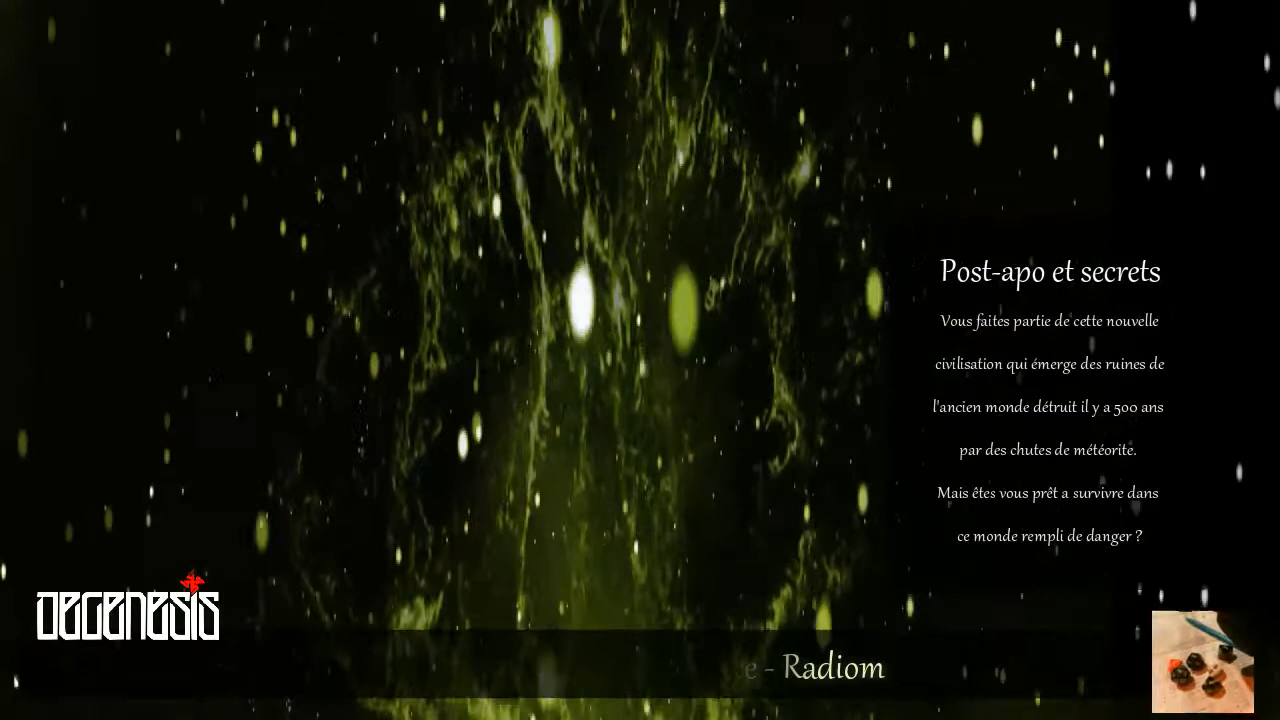 Post-apo et secrets
Vous faites partie de cette nouvelle
civilisation qui émerge des ruines de
l'ancien monde détruit il y a 500 ans
par des chutes de météorite.
Mais êtes vous prêt a survivre dans
ce monde rempli de danger ?
DEGENESIS
e - Radiom